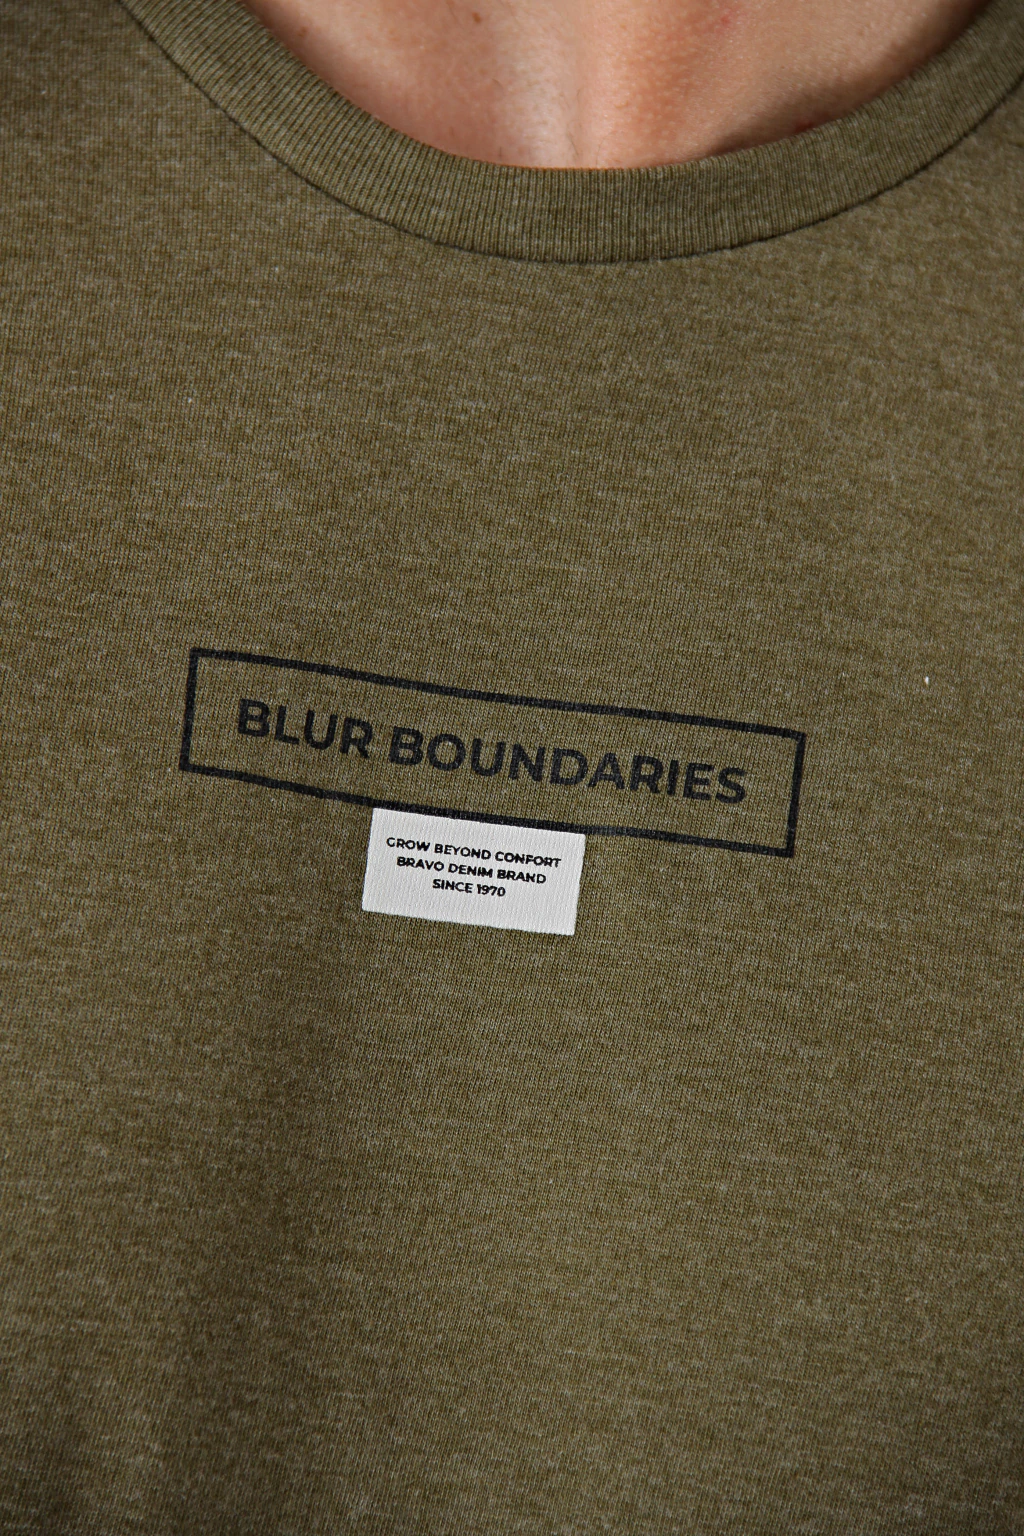 BLUR BOUNDARIES
GROW BEYOND CONFORT
BRAVO DENIM BRAND
SINCE 1970